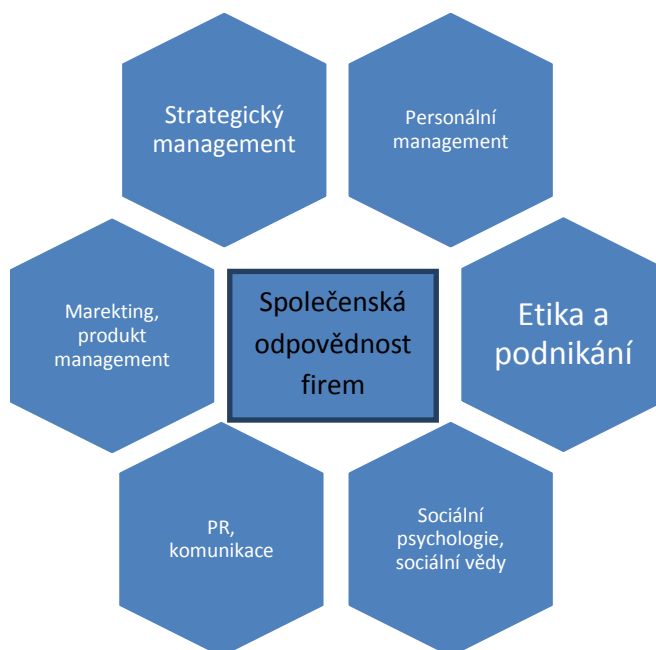 Strategický
management
Personální
management
Marekting,
produkt
management
Společenská
odpovědnost
firem
Etika a
podnikání
PR,
komunikace
Sociální
psychologie,
sociální vědy